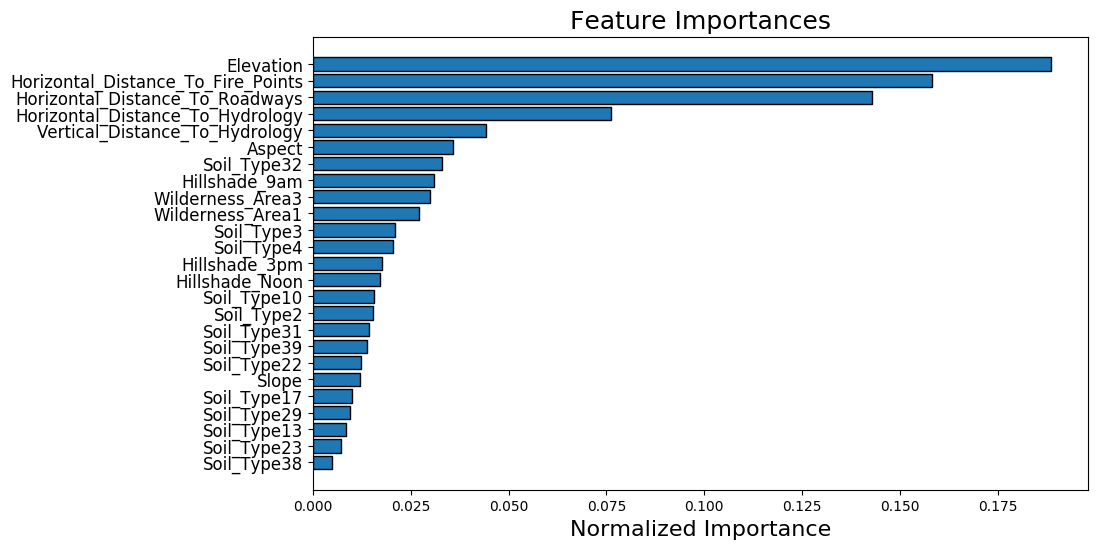 Feature Importances
Elevation
Horizontal_Distance_To_Fire_Points
Horizontal_Distance_To_Roadways
Horizontal_Distance_To_Hydrology
Vertical_Distance_To_Hydrology
Aspect
Soil_Type32
Hillshade_9am
Wilderness_Area3
Wilderness_Area1
Soil_Type3
Soil_Type4
Hillshade_3pm
Hillshade_Noon
Soil_Type10
Soil_Type2
Soil_Type31
Soil_Type39
Soil_Type22
Slope
Soil_Type17
Soil_Type29
Soil_Type13
Soil_Type23
Soil_Type38
0.000 0.025 0.050 0.075 0.100 0.125 0.150 0.175
Normalized Importance